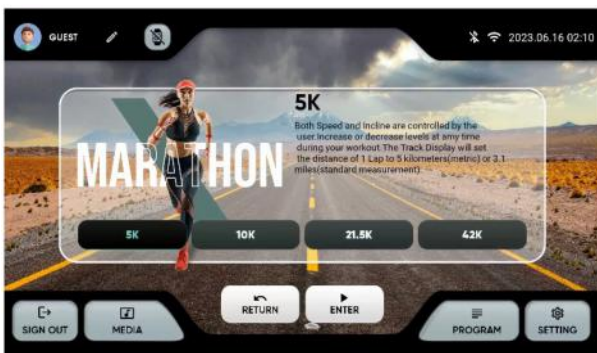 GUEST
2023.06.16 02:10
MARATHON
5K
Both Speed and Incline are controlled by the
user.Increase or decrease levels at amy time
during your workout.The Track Display will set
the distance of 1 Lap to 5 kilometers(metric) or 3.1
miles(standard measurement).
5K
10K
21.5K
42K
SIGN OUT
MEDIA
RETURN
ENTER
PROGRAM
SETTING